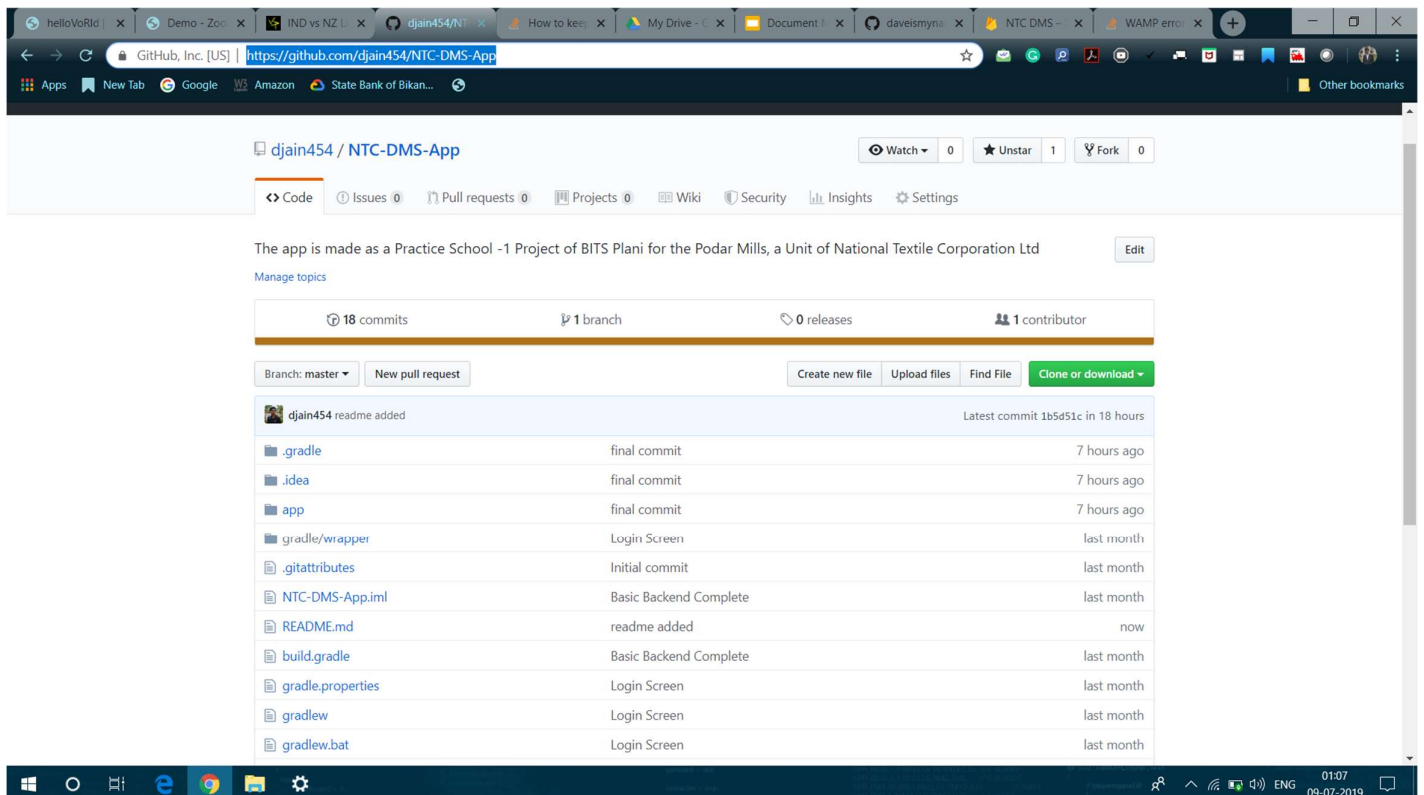 helloVoRld | Demo - Zoo IND vs NZ L djain454/NT How to kee My Drive - G Document M daveismyna NTC DMS – WAMP error
GitHub, Inc. [US] | https://github.com/djain454/NTC-DMS-App
Apps New Tab Google Amazon State Bank of Bikan... Other bookmarks
djain454 / NTC-DMS-App Watch 0 Unstar 1 Fork 0
Code Issues 0 Pull requests 0 Projects 0 Wiki Security Insights Settings
The app is made as a Practice School -1 Project of BITS Plani for the Podar Mills, a Unit of National Textile Corporation Ltd Edit
Manage topics
18 commits 1 branch 0 releases 1 contributor
Branch: master New pull request Create new file Upload files Find File Clone or download
djain454 readme added Latest commit 1b5d51c in 18 hours
.gradle final commit 7 hours ago
.idea final commit 7 hours ago
app final commit 7 hours ago
gradle/wrapper Login Screen last month
.gitattributes Initial commit last month
NTC-DMS-App.iml Basic Backend Complete last month
README.md readme added now
build.gradle Basic Backend Complete last month
gradle.properties Login Screen last month
gradlew Login Screen last month
gradlew.bat Login Screen last month
ENG 01:07
09-07-2019